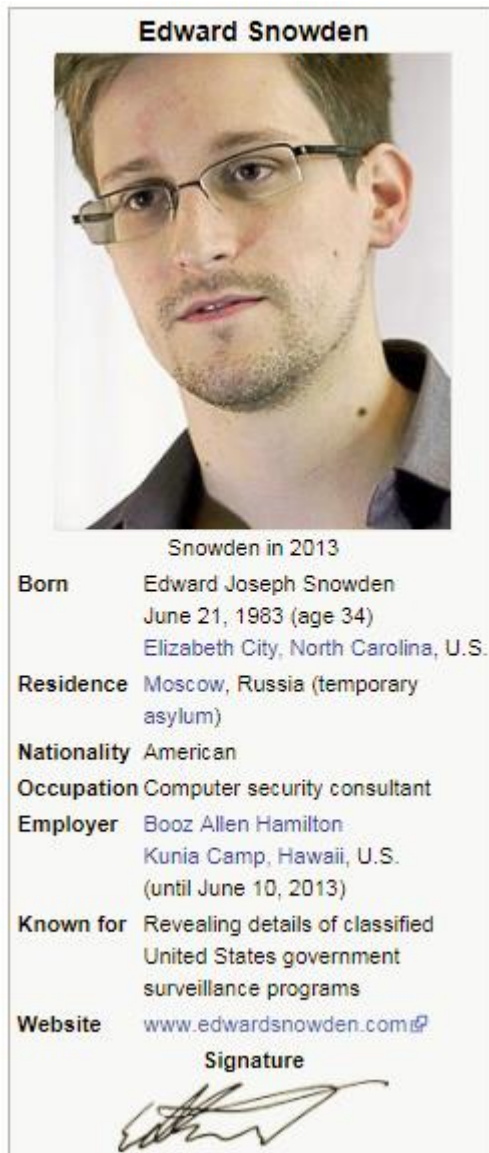 Edward Snowden
Snowden in 2013
Born Edward Joseph Snowden
June 21, 1983 (age 34)
Elizabeth City, North Carolina, U.S.
Residence Moscow, Russia (temporary
asylum)
Nationality American
Occupation Computer security consultant
Employer Booz Allen Hamilton
Kunia Camp, Hawaii, U.S.
(until June 10, 2013)
Known for Revealing details of classified
United States government
surveillance programs
Website www.edwardsnowden.com
Signature